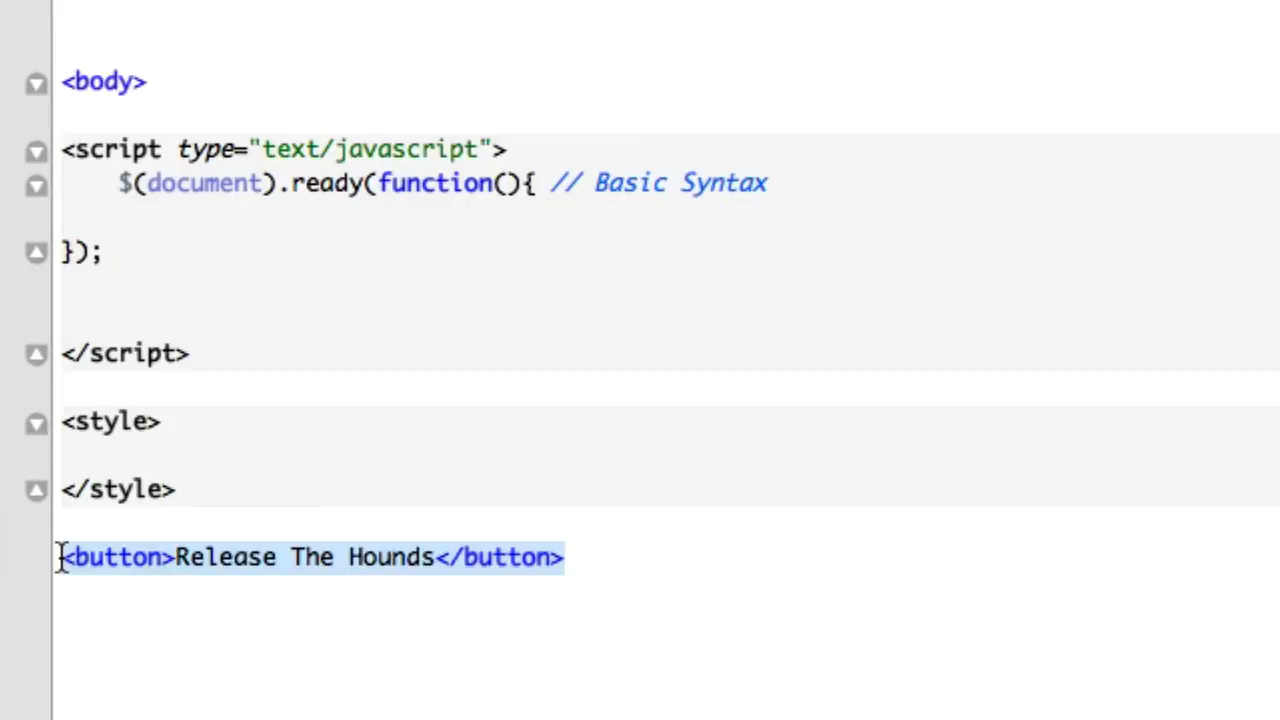 <body>
<script type="text/javascript">
$(document).ready(function(){ // Basic Syntax
});
</script>
<style>
</style>
<button>Release The Hounds</button>